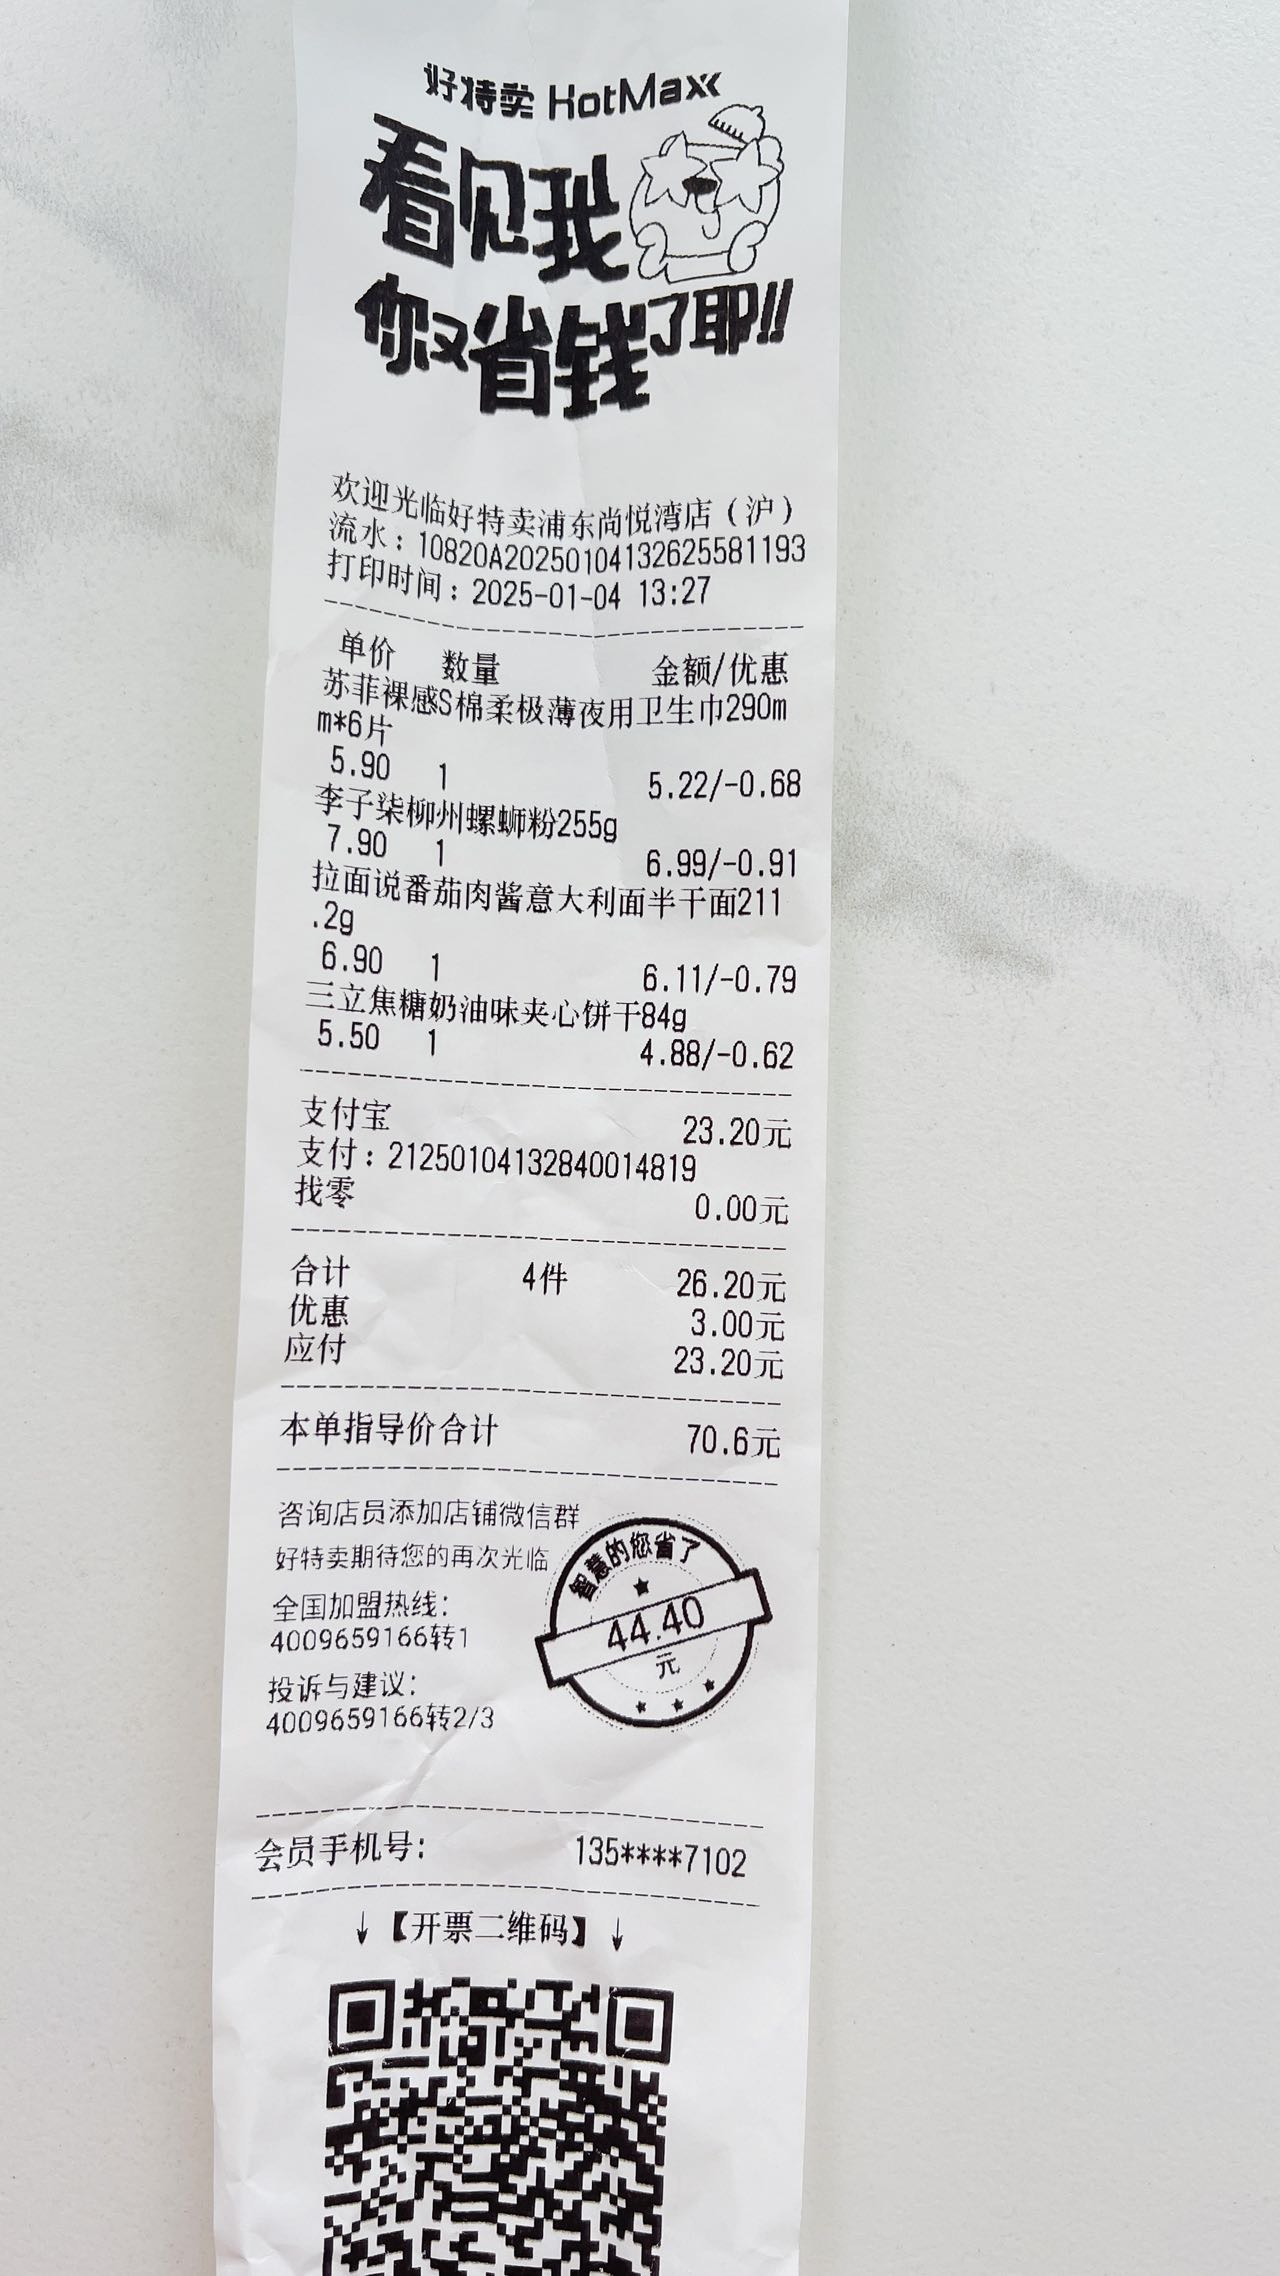 好特卖 HotMaxx
看见我
你又省钱了耶!!
欢迎光临好特卖浦东尚悦湾店（沪）
流水：10820A20250104132625581193
打印时间：2025-01-04 13:27
单价 数量 金额/优惠
苏菲裸感S棉柔极薄夜用卫生巾290m
m*6片
5.90 1 5.22/-0.68
李子柒柳州螺蛳粉255g
7.90 1 6.99/-0.91
拉面说番茄肉酱意大利面半干面211
.2g
6.90 1 6.11/-0.79
三立焦糖奶油味夹心饼干84g
5.50 1 4.88/-0.62
支付宝 23.20元
支付：21250104132840014819
找零 0.00元
合计 4件 26.20元
优惠 3.00元
应付 23.20元
本单指导价合计 70.6元
咨询店员添加店铺微信群
好特卖期待您的再次光临
全国加盟热线：
4009659166转1
投诉与建议：
4009659166转2/3
智慧的您省了
44.40
元
会员手机号： 135****7102
↓【开票二维码】↓